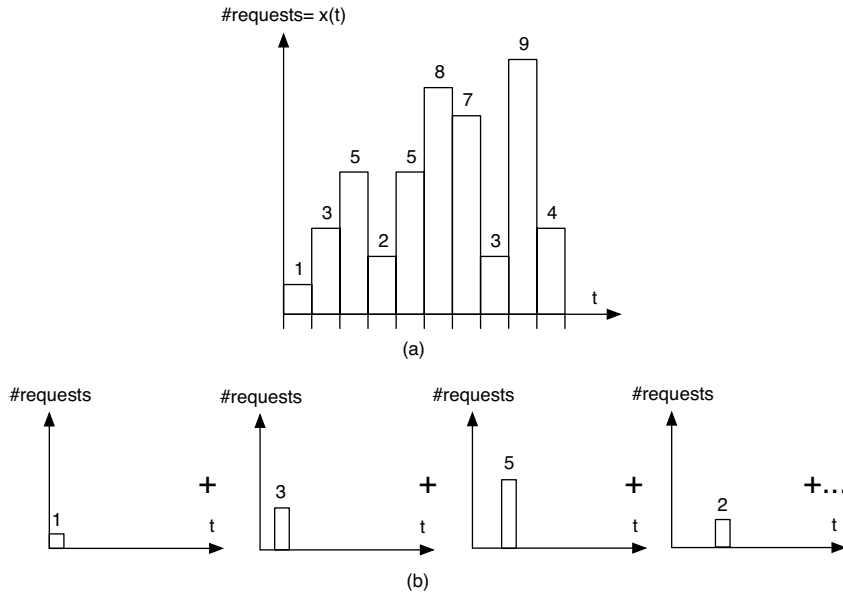 #requests= x(t)
9
8
7
5
5
4
3
3
2
1
t
(a)
#requests
#requests
#requests
#requests
1
+
3
+
5
+
2
+...
t
t
t
t
(b)